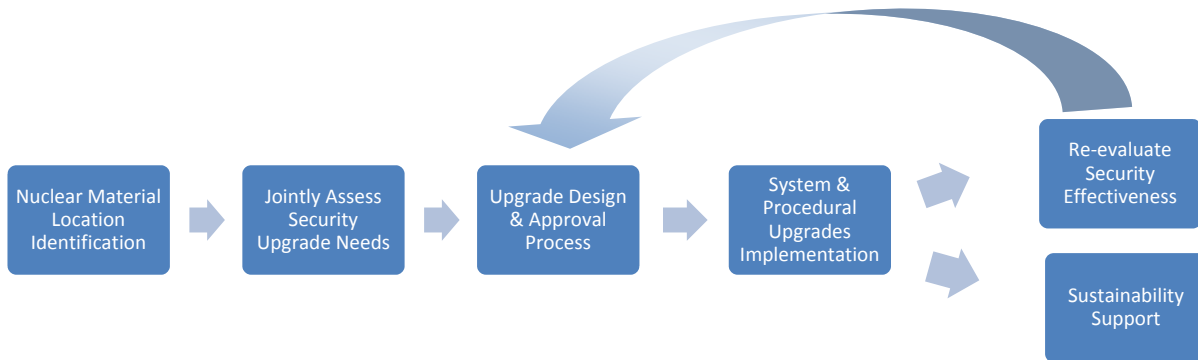 Nuclear Material
Location
Identification
Jointly Assess
Security
Upgrade Needs
Upgrade Design
& Approval
Process
System &
Procedural
Upgrades
Implementation
Re-evaluate
Security
Effectiveness
Sustainability
Support